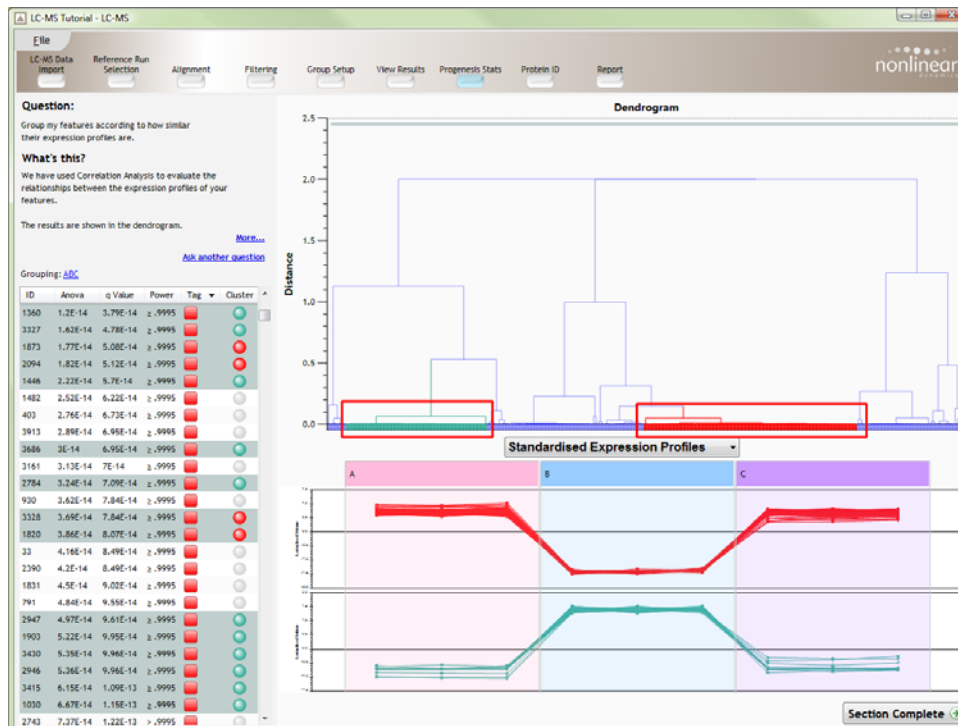 LC-MS Tutorial - LC-MS
File
LC-MS Data Import
Reference Run Selection
Alignment
Filtering
Group Setup
View Results
Progenesis Stats
Protein ID
Report
nonlinear
dynamics
Question:
Group my features according to how similar
their expression profiles are.
What's this?
We have used Correlation Analysis to evaluate the
relationships between the expression profiles of your
features.
The results are shown in the dendrogram.
More...
Ask another question
Grouping: ABC
ID Anova q Value Power Tag Cluster
1360 1.2E-14 3.79E-14 ≥ .9995
3327 1.62E-14 4.78E-14 ≥ .9995
1873 1.77E-14 5.08E-14 ≥ .9995
2094 1.82E-14 5.12E-14 ≥ .9995
1446 2.22E-14 5.7E-14 ≥ .9995
1482 2.52E-14 6.22E-14 ≥ .9995
403 2.76E-14 6.73E-14 ≥ .9995
3913 2.89E-14 6.95E-14 ≥ .9995
3686 3E-14 6.95E-14 ≥ .9995
3161 3.13E-14 7E-14 ≥ .9995
2784 3.24E-14 7.09E-14 ≥ .9995
930 3.62E-14 7.84E-14 ≥ .9995
3328 3.69E-14 7.84E-14 ≥ .9995
1820 3.86E-14 8.07E-14 ≥ .9995
33 4.16E-14 8.49E-14 ≥ .9995
2390 4.2E-14 8.49E-14 ≥ .9995
1831 4.5E-14 9.02E-14 ≥ .9995
791 4.84E-14 9.55E-14 ≥ .9995
2947 4.97E-14 9.61E-14 ≥ .9995
1903 5.22E-14 9.95E-14 ≥ .9995
3430 5.35E-14 9.96E-14 ≥ .9995
2946 5.36E-14 9.96E-14 ≥ .9995
3415 6.15E-14 1.09E-13 ≥ .9995
1030 6.67E-14 1.15E-13 ≥ .9995
2743 7.37E-14 1.22E-13 ≥ .9995
Dendrogram
Distance
2.5
2.0
1.5
1.0
0.5
0.0
Standardised Expression Profiles
A
B
C
Section Complete